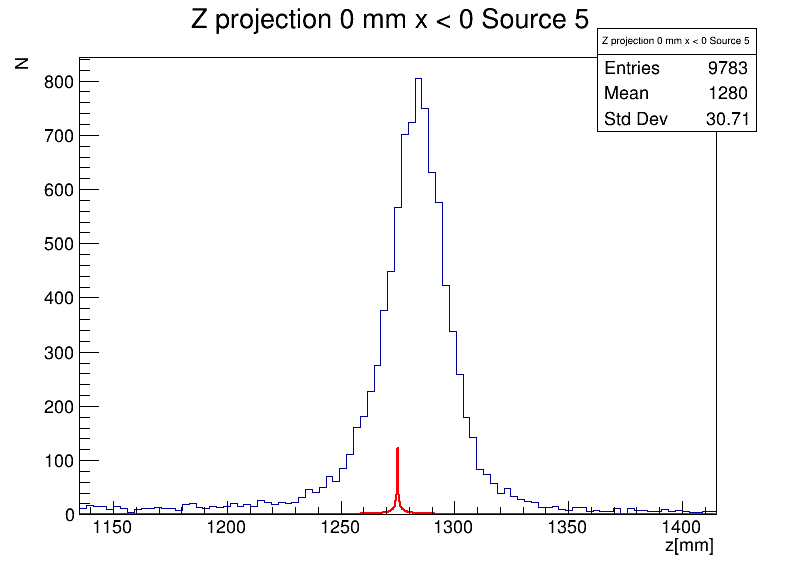 Z projection 0 mm x < 0 Source 5
Z projection 0 mm x < 0 Source 5
Entries 9783
Mean 1280
Std Dev 30.71
N
800
700
600
500
400
300
200
100
0
1150 1200 1250 1300 1350 1400
z[mm]